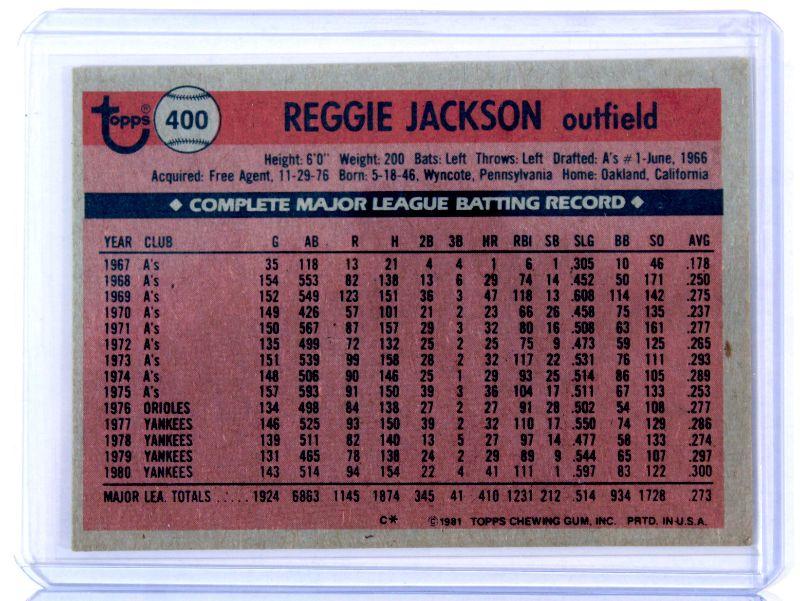 Topps® 400 REGGIE JACKSON outfield
Height: 6'0" Weight: 200 Bats: Left Throws: Left Drafted: A's #1-June, 1966
Acquired: Free Agent, 11-29-76 Born: 5-18-46, Wyncote, Pennsylvania Home: Oakland, California
◆ COMPLETE MAJOR LEAGUE BATTING RECORD ◆
YEAR CLUB G AB R H 2B 3B HR RBI SB SLG BB SO AVG
1967 A's 35 118 13 21 4 4 1 6 1 .305 10 46 .178
1968 A's 154 553 82 138 13 6 29 74 14 .452 50 171 .250
1969 A's 152 549 123 151 36 3 47 118 13 .608 114 142 .275
1970 A's 149 426 57 101 21 2 23 66 26 .458 75 135 .237
1971 A's 150 567 87 157 29 3 32 80 16 .508 63 161 .277
1972 A's 135 499 72 132 25 2 25 75 9 .473 59 125 .265
1973 A's 151 539 99 158 28 2 32 117 22 .531 76 111 .293
1974 A's 148 506 90 146 25 1 29 93 25 .514 86 105 .289
1975 A's 157 593 91 150 39 3 36 104 17 .511 67 133 .253
1976 ORIOLES 134 498 84 138 27 2 27 91 28 .502 54 108 .277
1977 YANKEES 146 525 93 150 39 2 32 110 17 .550 74 129 .286
1978 YANKEES 139 511 82 140 13 5 27 97 14 .477 58 133 .274
1979 YANKEES 131 465 78 138 24 2 29 89 9 .544 65 107 .297
1980 YANKEES 143 514 94 154 22 4 41 111 1 .597 83 122 .300
MAJOR LEA. TOTALS ..... 1924 6863 1145 1874 345 41 410 1231 212 .514 934 1728 .273
C* ©1981 TOPPS CHEWING GUM, INC. PRTD. IN U.S.A.